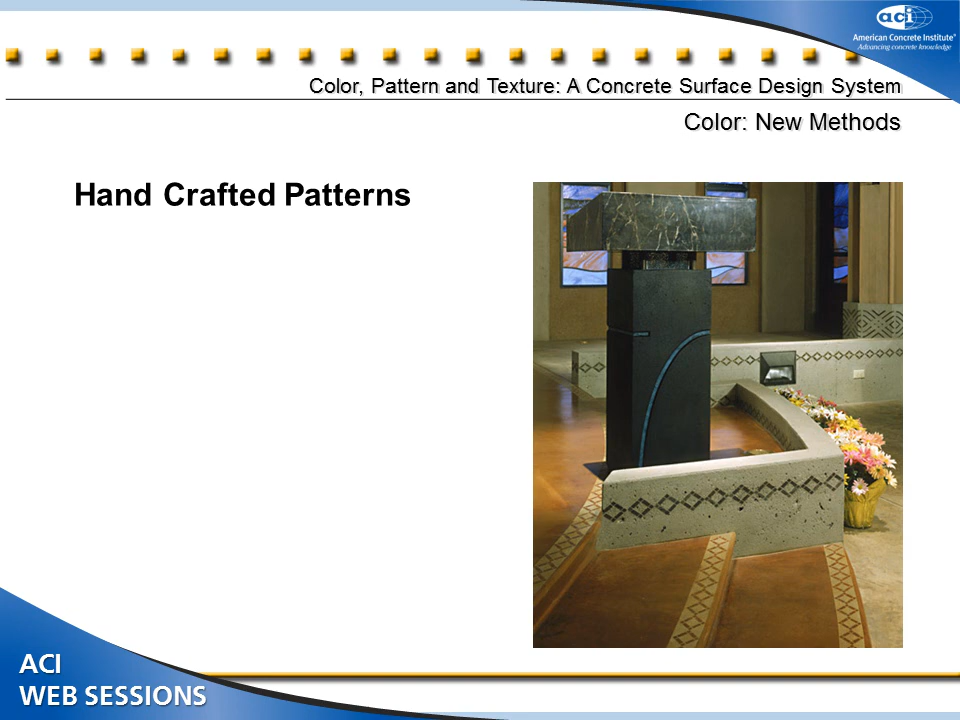 aci
American Concrete Institute®
Advancing concrete knowledge
Color, Pattern and Texture: A Concrete Surface Design System
Color: New Methods
Hand Crafted Patterns
ACI
WEB SESSIONS